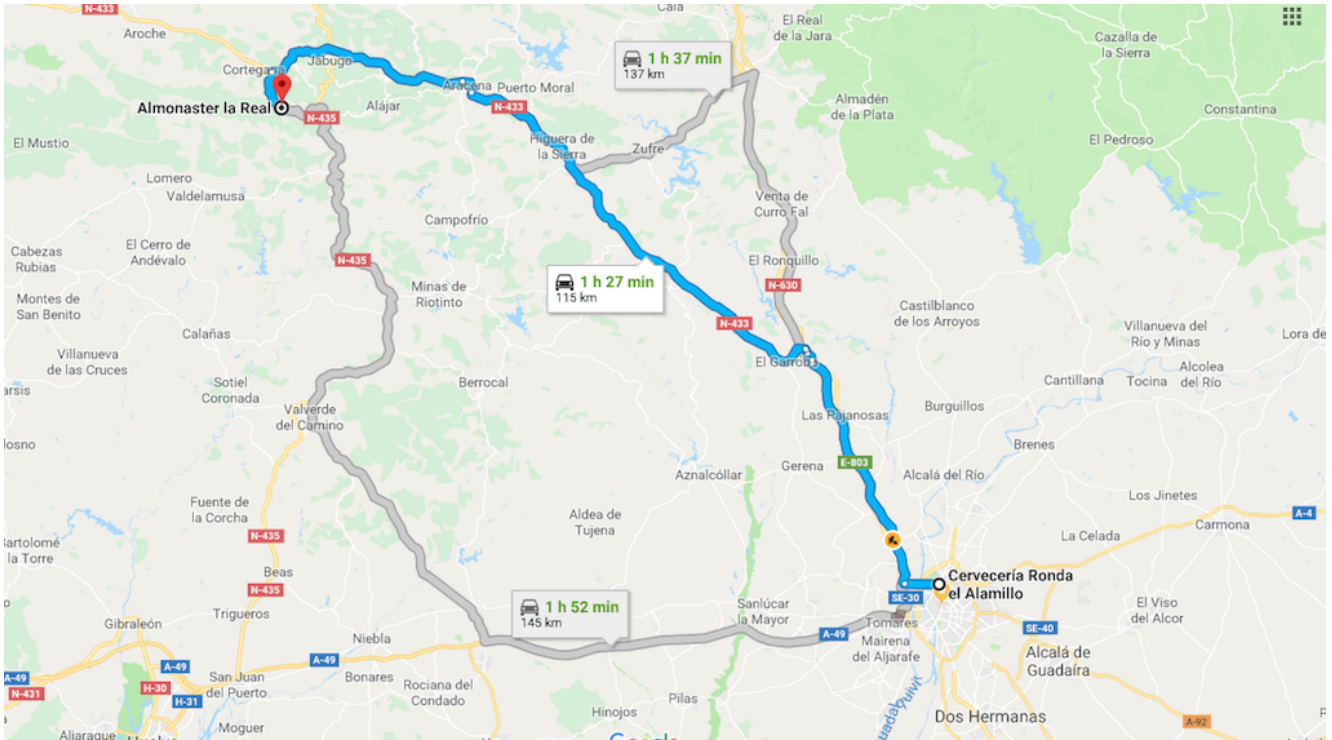 N-433
Aroche
Cala
El Real
de la Jara
Cazalla de
la Sierra
1 h 37 min
137 km
Jabugo
Aracena
Puerto Moral
Almonaster la Real
Alájar
N-433
N-435
Almadén
de la Plata
Constantina
El Pedroso
El Mustio
Higuera de
la Sierra
Zufre
Lomero
Valdelamusa
Venta de
Curro Fal
Campofrío
Cabezas
Rubias
El Cerro de
Andévalo
N-435
El Ronquillo
1 h 27 min
115 km
N-630
Minas de
Riotinto
Montes de
San Benito
Castilblanco
de los Arroyos
N-433
Calañas
Villanueva del
Río y Minas
Lora de
Villanueva
de las Cruces
El Garrobo
Alcolea
del Río
Sotiel
Coronada
Berrocal
Cantillana
Tocina
Valverde
del Camino
Las Pajanosas
Burguillos
Brenes
E-803
Gerena
Aznalcóllar
Alcalá del Río
Los Jinetes
Fuente de
la Corcha
Aldea de
Tujena
Carmona
A-4
La Celada
N-435
Bartolomé
la Torre
Beas
N-435
Cervecería Ronda
el Alamillo
SE-30
1 h 52 min
145 km
Sanlúcar
la Mayor
El Viso
del Alcor
Trigueros
Gibraleón
Tomares
SE-40
Niebla
A-49
Mairena
del Aljarafe
A-49
A-49
Alcalá de
Guadaíra
A-49
San Juan
del Puerto
Bonares
Rociana del
Condado
N-431
H-30
H-31
Pilas
Hinojos
Moguer
Dos Hermanas
A-92
Aljaraque